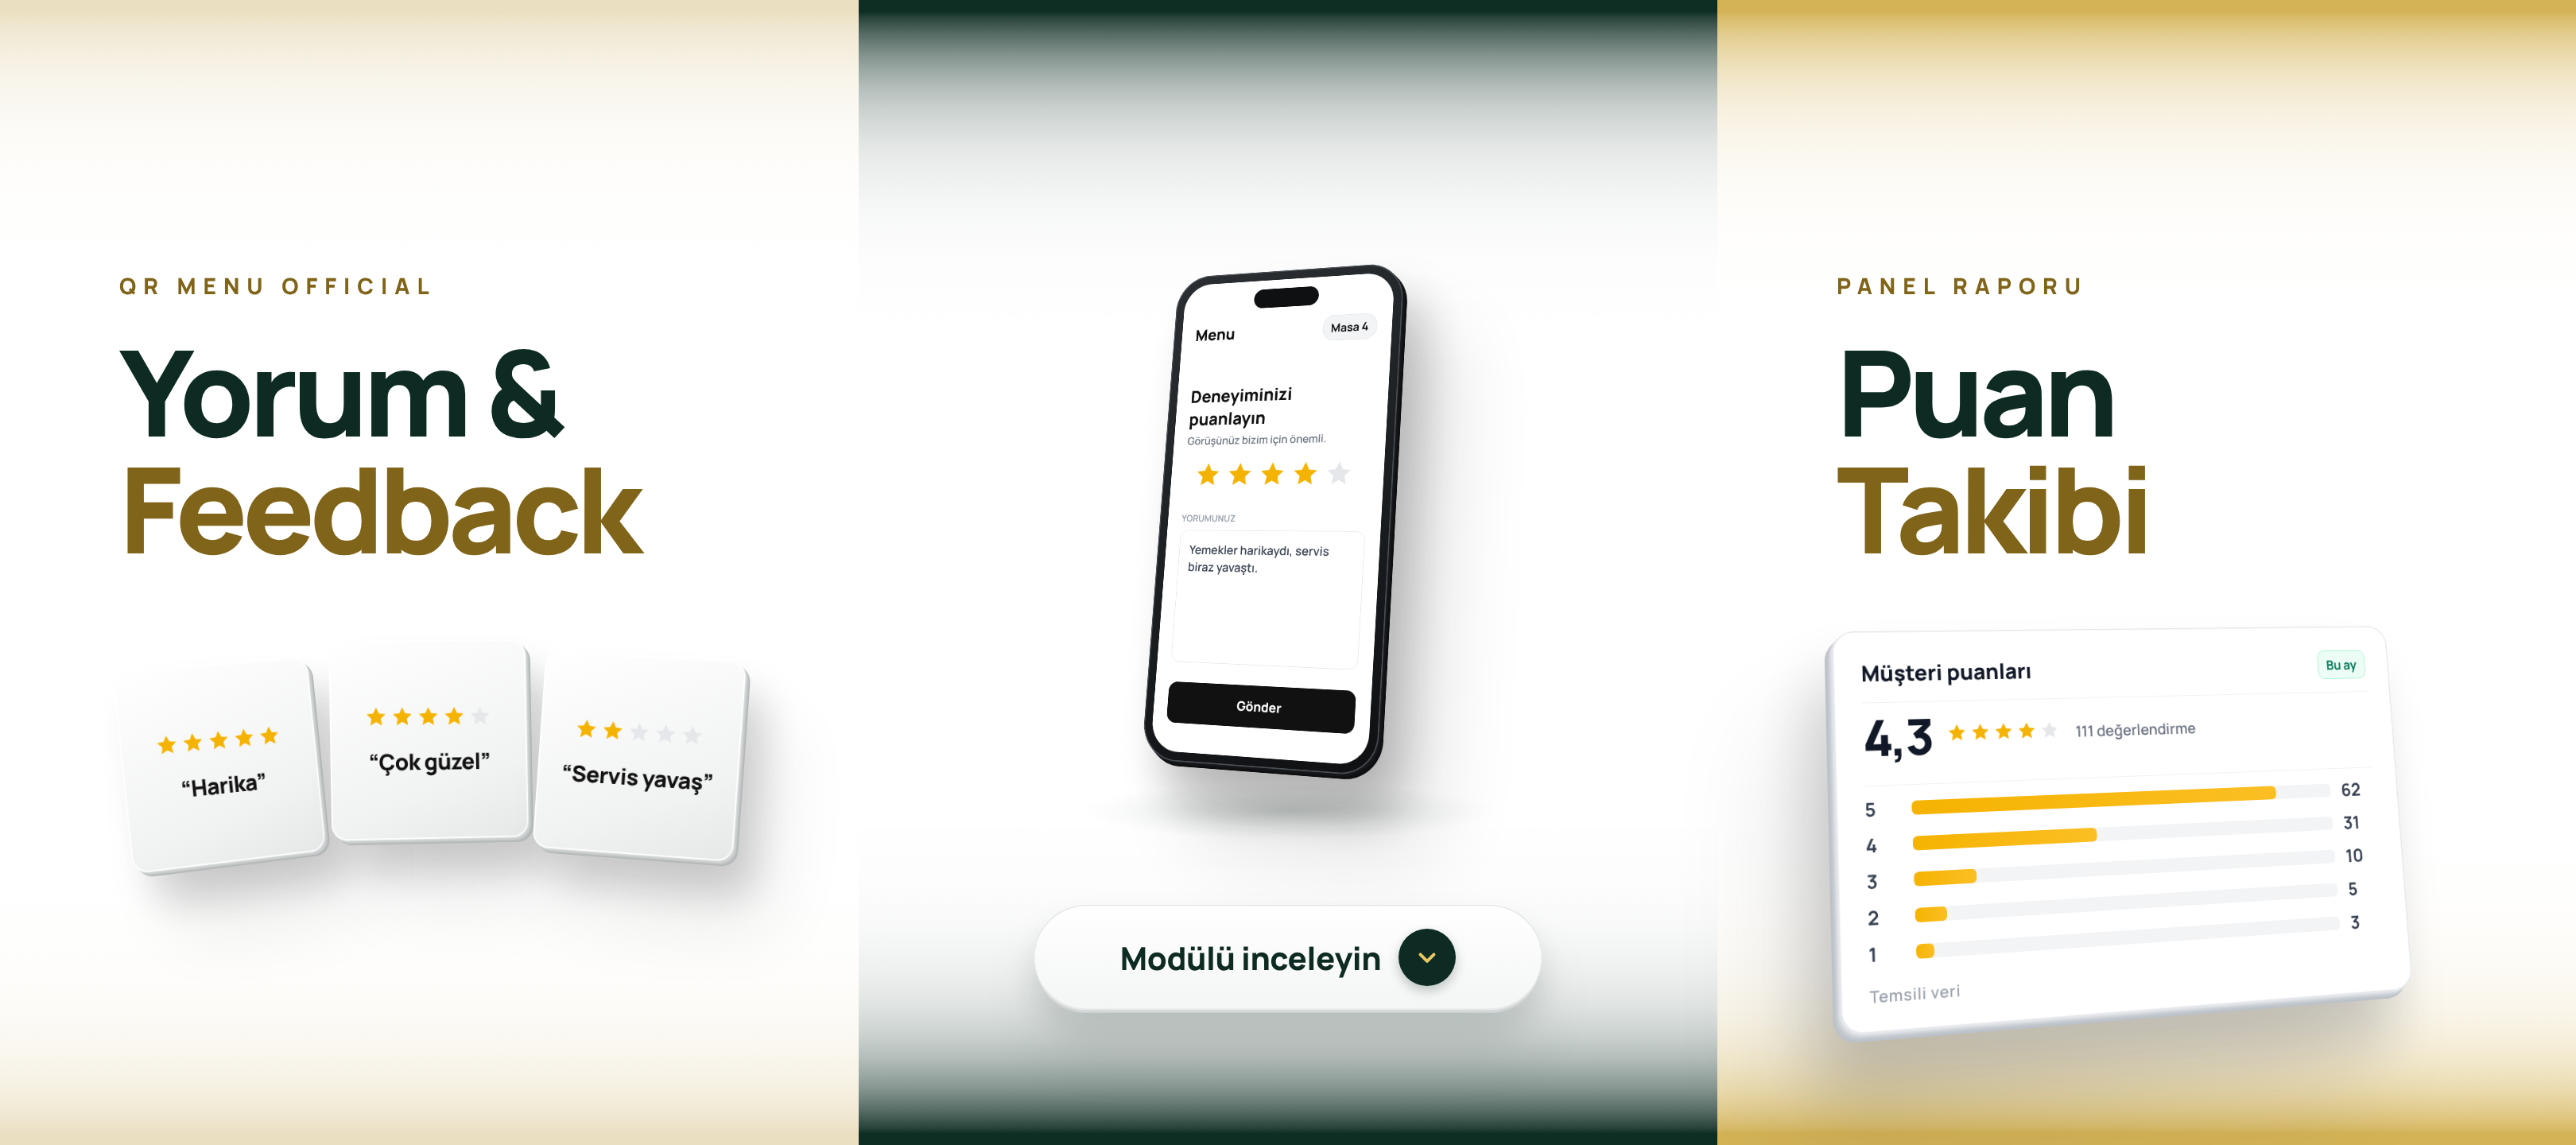 QR MENU OFFICIAL
Yorum &
Feedback
“Harika”
“Çok güzel”
“Servis yavaş”
Menu
Masa 4
Deneyiminizi
puanlayın
Görüşünüz bizim için önemli.
YORUMUNUZ
Yemekler harikaydı, servis
biraz yavaştı.
Gönder
Modülü inceleyin
PANEL RAPORU
Puan
Takibi
Müşteri puanları
Bu ay
4,3
111 değerlendirme
5 62
4 31
3 10
2 5
1 3
Temsili veri